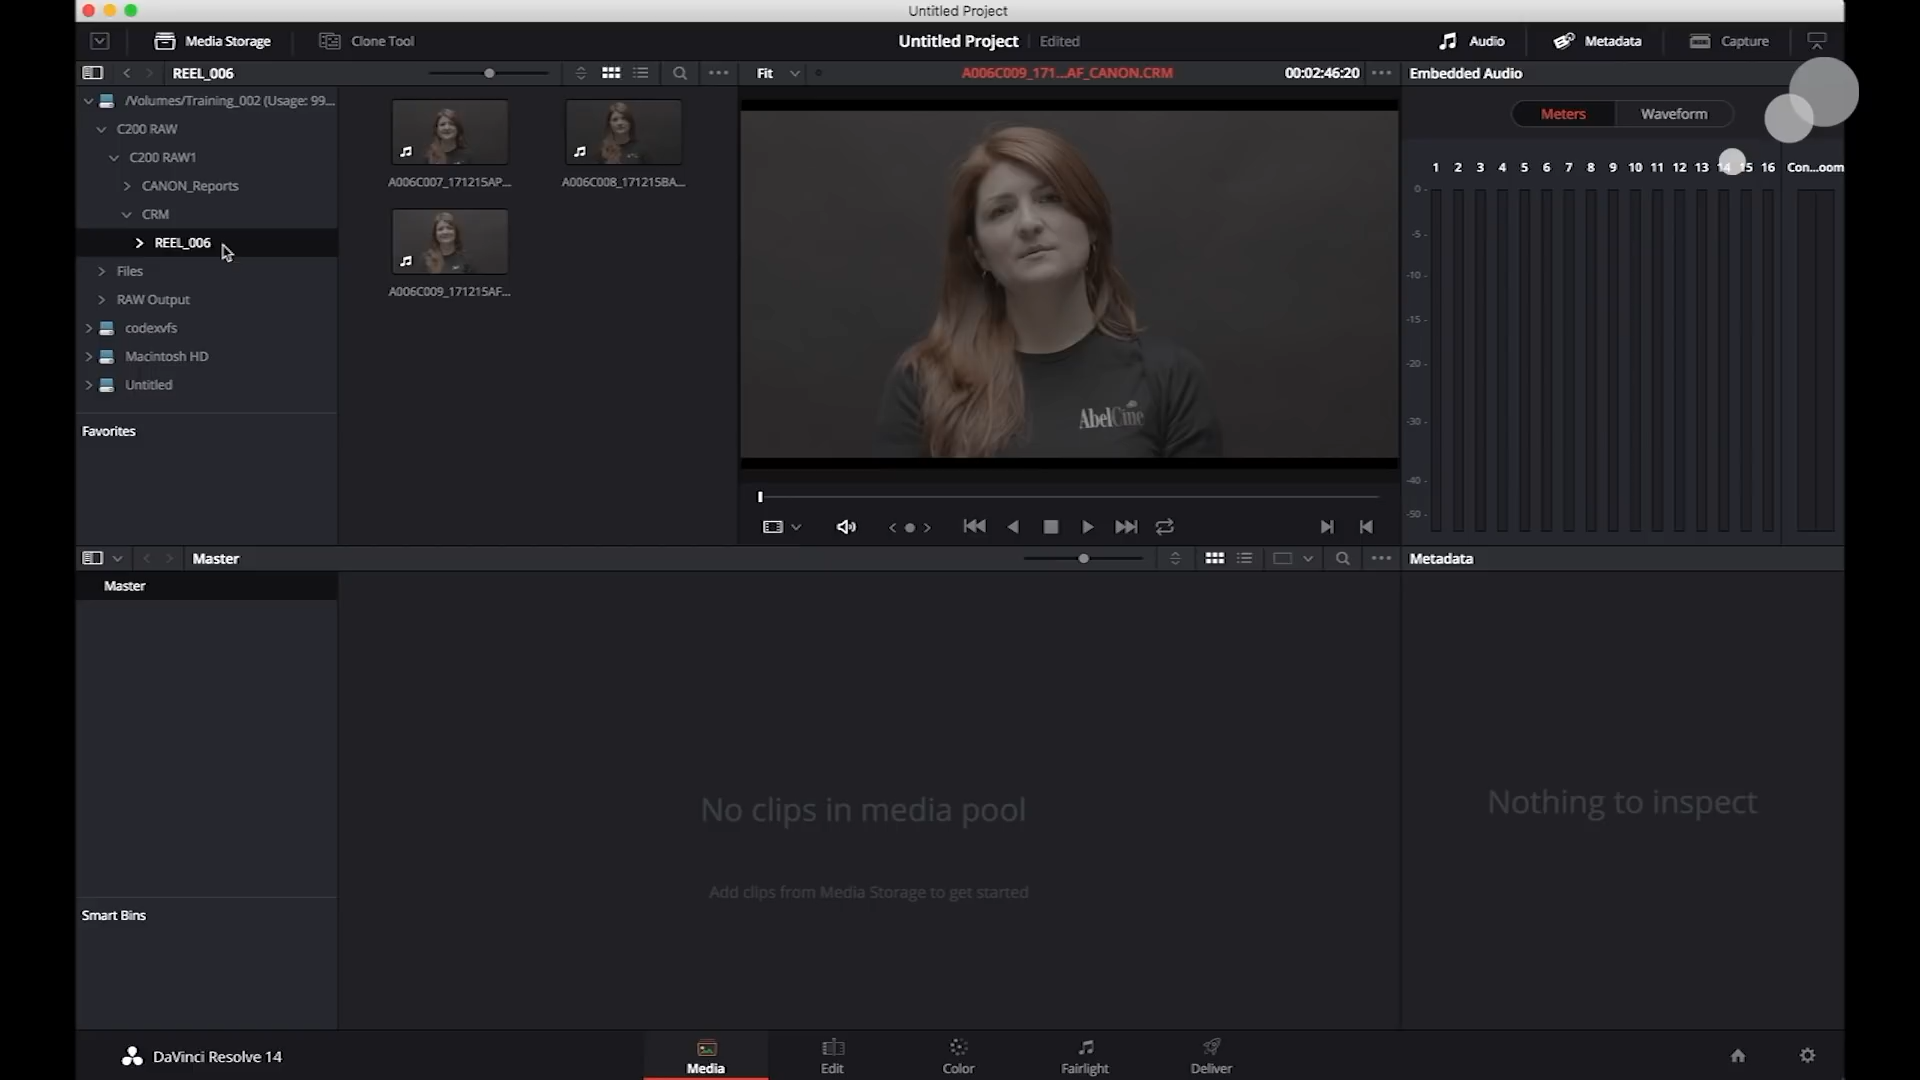 Untitled Project
Media Storage
Clone Tool
Untitled Project
Edited
Audio
Metadata
Capture
REEL_006
Fit
A006C009_171...AF_CANON.CRM
00:02:46:20
Embedded Audio
/Volumes/Training_002 (Usage: 99...
C200 RAW
C200 RAW1
CANON_Reports
CRM
REEL_006
Files
RAW Output
codexvfs
Macintosh HD
Untitled
Favorites
A006C007_171215AP...
A006C008_171215BA...
A006C009_171215AF...
AbelCine
Meters
Waveform
1 2 3 4 5 6 7 8 9 10 11 12 13 14 15 16 Con...oom
0
-5
-10
-15
-20
-30
-40
-50
Master
Metadata
Master
No clips in media pool
Add clips from Media Storage to get started
Nothing to inspect
Smart Bins
DaVinci Resolve 14
Media
Edit
Color
Fairlight
Deliver